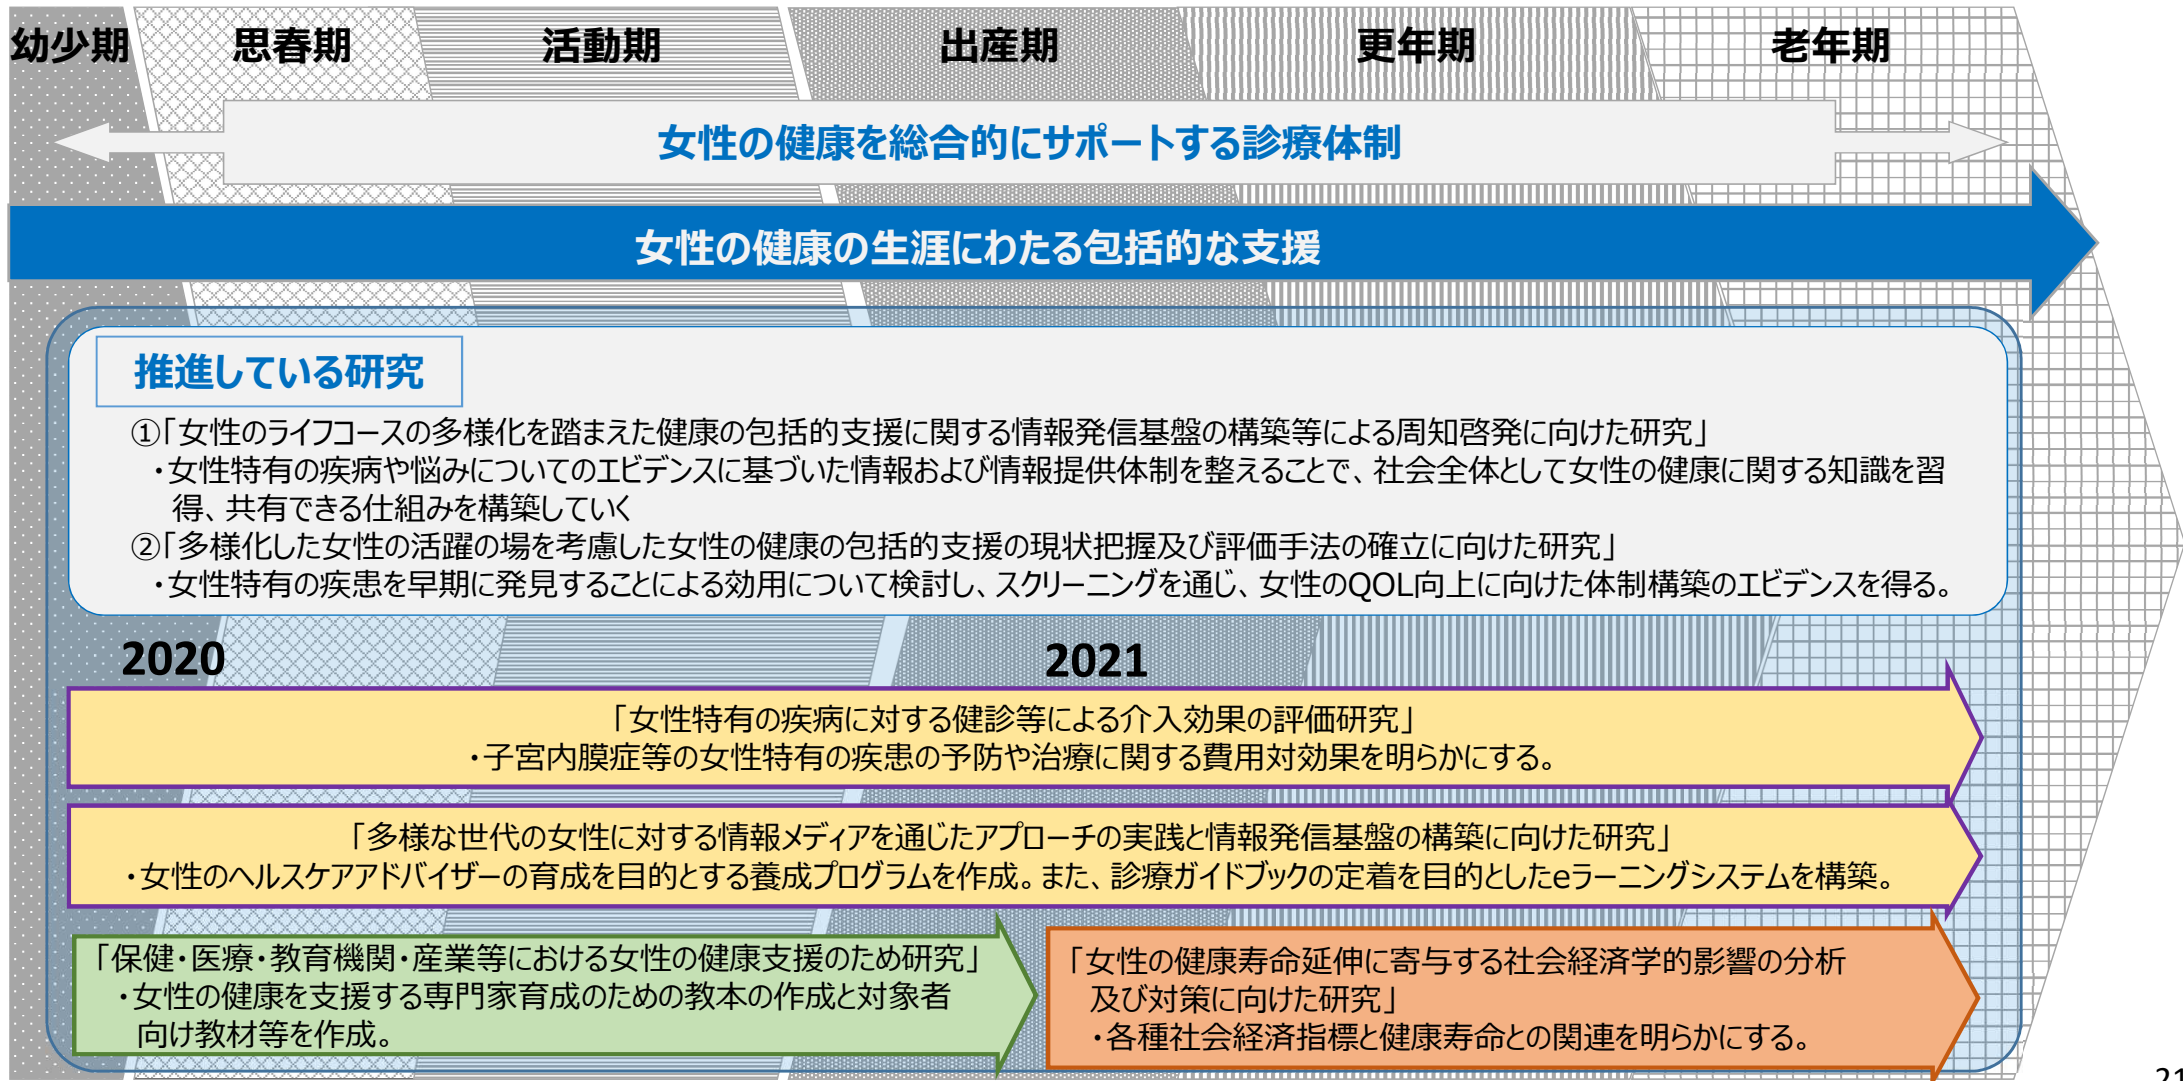 幼少期
思春期
活動期
出産期
更年期
老年期
女性の健康を総合的にサポートする診療体制
女性の健康の生涯にわたる包括的な支援
推進している研究
①「女性のライフコースの多様化を踏まえた健康の包括的支援に関する情報発信基盤の構築等による周知啓発に向けた研究」
・女性特有の疾病や悩みについてのエビデンスに基づいた情報および情報提供体制を整えることで、社会全体として女性の健康に関する知識を習
得、共有できる仕組みを構築していく
②「多様化した女性の活躍の場を考慮した女性の健康の包括的支援の現状把握及び評価手法の確立に向けた研究」
・女性特有の疾患を早期に発見することによる効用について検討し、スクリーニングを通じ、女性のQOL向上に向けた体制構築のエビデンスを得る。
2020
2021
「女性特有の疾病に対する健診等による介入効果の評価研究」
・子宮内膜症等の女性特有の疾患の予防や治療に関する費用対効果を明らかにする。
「多様な世代の女性に対する情報メディアを通じたアプローチの実践と情報発信基盤の構築に向けた研究」
・女性のヘルスケアアドバイザーの育成を目的とする養成プログラムを作成。また、診療ガイドブックの定着を目的としたeラーニングシステムを構築。
「保健・医療・教育機関・産業等における女性の健康支援のため研究」
・女性の健康を支援する専門家育成のための教本の作成と対象者
向け教材等を作成。
「女性の健康寿命延伸に寄与する社会経済学的影響の分析
及び対策に向けた研究」
・各種社会経済指標と健康寿命との関連を明らかにする。